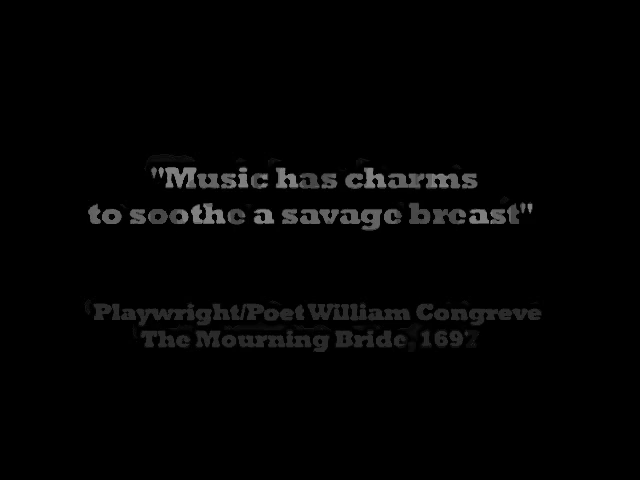 "Music has charms
to soothe a savage breast"
Playwright/Poet William Congreve
The Mourning Bride, 1697